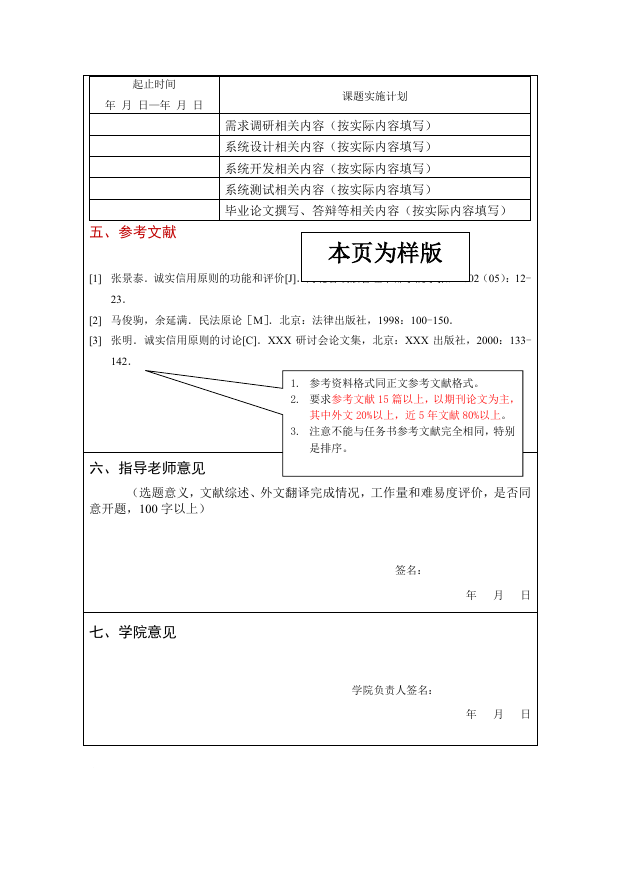 起止时间
年 月 日—年 月 日
课题实施计划
需求调研相关内容（按实际内容填写）
系统设计相关内容（按实际内容填写）
系统开发相关内容（按实际内容填写）
系统测试相关内容（按实际内容填写）
毕业论文撰写、答辩等相关内容（按实际内容填写）
五、参考文献
本页为样版
[1] 张景泰．诚实信用原则的功能和评价[J]． 02（05）：12-
23．
[2] 马俊驹，余延满．民法原论［M］．北京：法律出版社，1998：100-150．
[3] 张明．诚实信用原则的讨论[C]．XXX 研讨会论文集，北京：XXX 出版社，2000：133-
142．
1. 参考资料格式同正文参考文献格式。
2. 要求参考文献 15 篇以上，以期刊论文为主，
其中外文 20%以上，近 5 年文献 80%以上。
3. 注意不能与任务书参考文献完全相同，特别
是排序。
六、指导老师意见
（选题意义，文献综述、外文翻译完成情况，工作量和难易度评价，是否同
意开题，100 字以上）
签名：
年 月 日
七、学院意见
学院负责人签名：
年 月 日